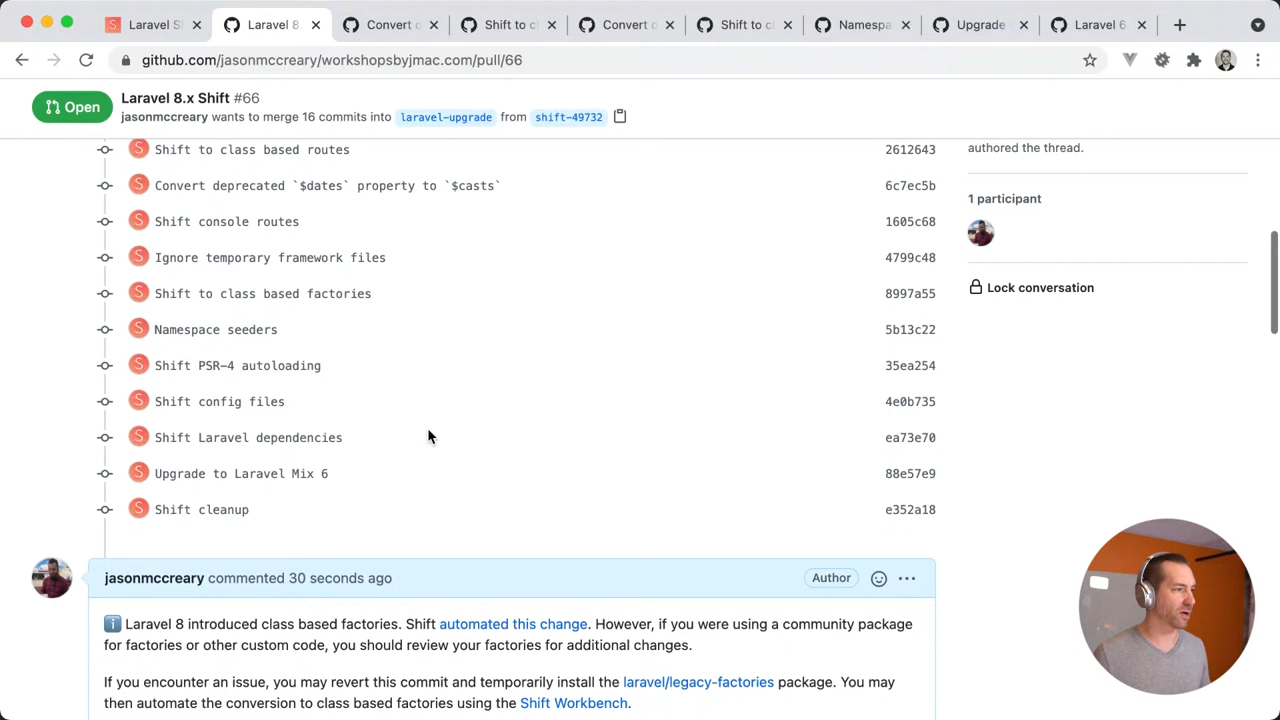 Laravel S
Laravel 8.
Convert d
Shift to cl
Convert d
Shift to cl
Namespa
Upgrade
Laravel 6.
github.com/jasonmccreary/workshopsbyjmac.com/pull/66
Open
Laravel 8.x Shift #66
jasonmccreary wants to merge 16 commits into laravel-upgrade from shift-49732
authored the thread.
Shift to class based routes 2612643
Convert deprecated `$dates` property to `$casts` 6c7ec5b
1 participant
Shift console routes 1605c68
Ignore temporary framework files 4799c48
Lock conversation
Shift to class based factories 8997a55
Namespace seeders 5b13c22
Shift PSR-4 autoloading 35ea254
Shift config files 4e0b735
Shift Laravel dependencies ea73e70
Upgrade to Laravel Mix 6 88e57e9
Shift cleanup e352a18
jasonmccreary commented 30 seconds ago Author
Laravel 8 introduced class based factories. Shift automated this change. However, if you were using a community package
for factories or other custom code, you should review your factories for additional changes.
If you encounter an issue, you may revert this commit and temporarily install the laravel/legacy-factories package. You may
then automate the conversion to class based factories using the Shift Workbench.